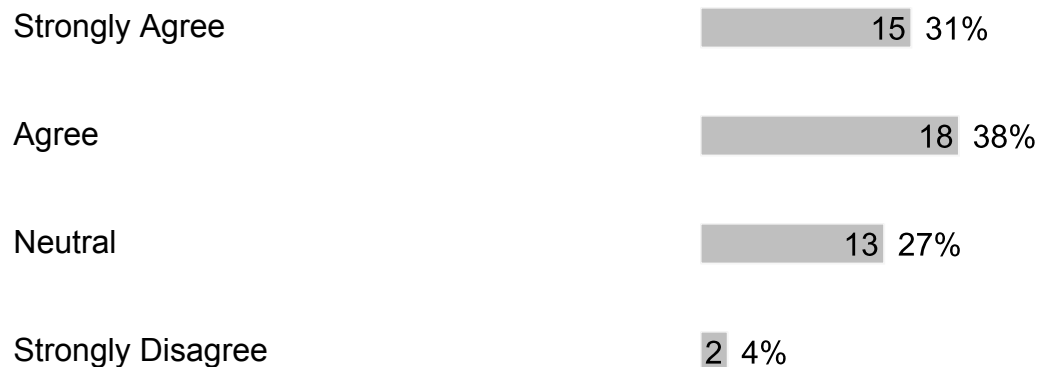 Strongly Agree 15 31%
Agree 18 38%
Neutral 13 27%
Strongly Disagree 2 4%